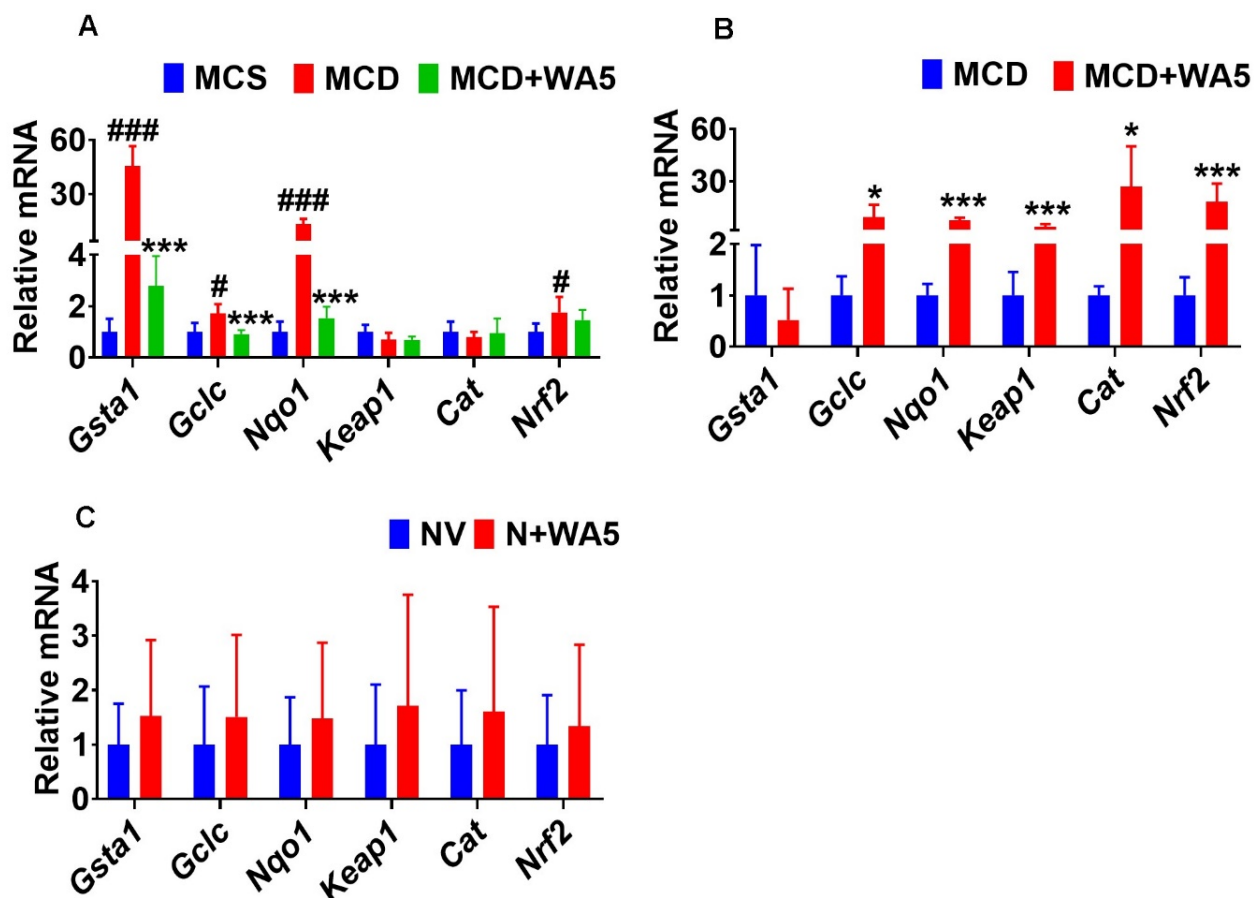 A
MCS MCD MCD+WA5
Relative mRNA
60
30
4
2
0
###
***
#
***
###
***
#
Gsta1 Gclc Nqo1 Keap1 Cat Nrf2
B
MCD MCD+WA5
Relative mRNA
60
30
2
1
0
*
***
***
*
***
Gsta1 Gclc Nqo1 Keap1 Cat Nrf2
C
NV N+WA5
Relative mRNA
4
3
2
1
0
Gsta1 Gclc Nqo1 Keap1 Cat Nrf2